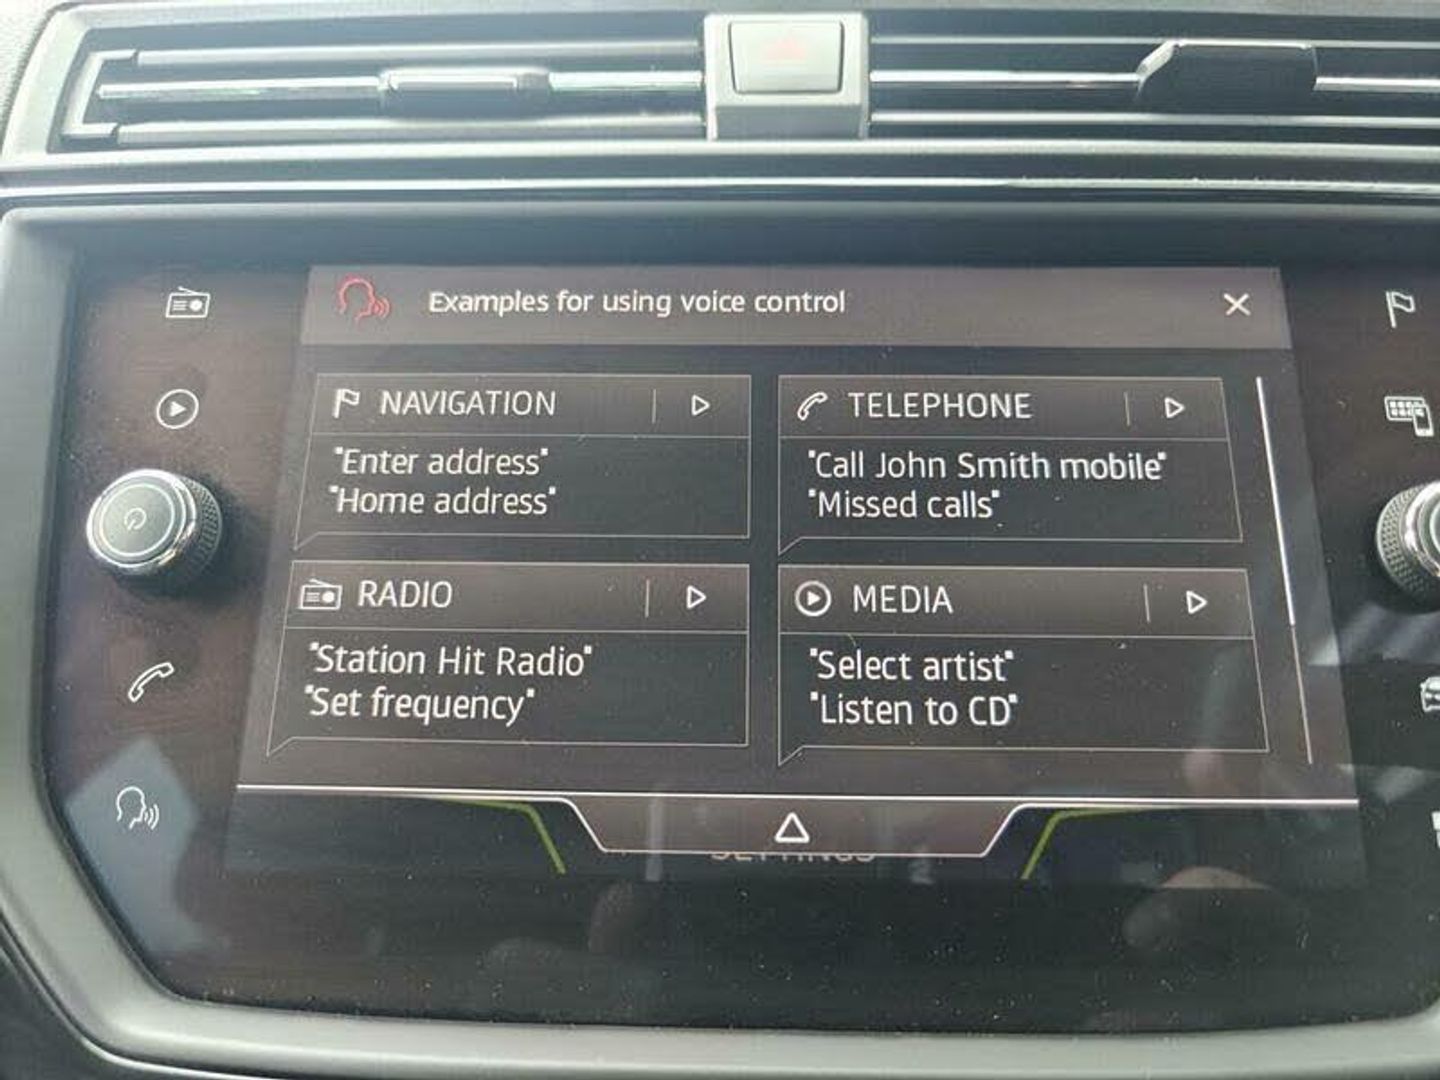 Examples for using voice control
NAVIGATION
"Enter address"
"Home address"
TELEPHONE
"Call John Smith mobile"
"Missed calls"
RADIO
"Station Hit Radio"
"Set frequency"
MEDIA
"Select artist"
"Listen to CD"
SETTINGS